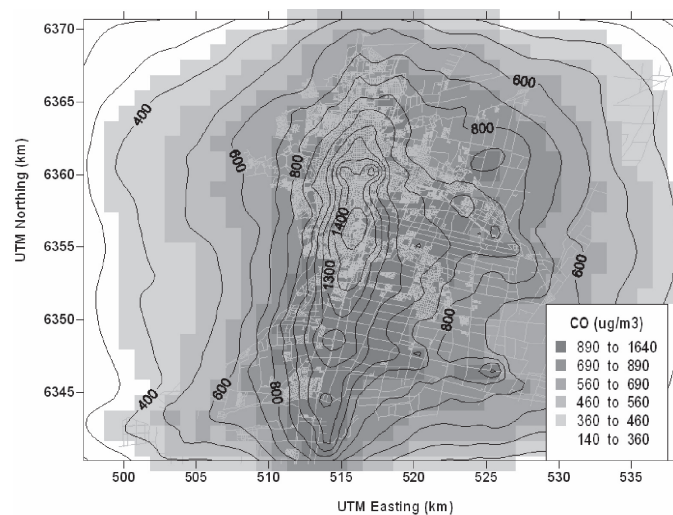 6370
6365
6360
6355
6350
6345
UTM Northing (km)
400
600
800
600
800
1400
1300
800
600
400
600
800
CO (ug/m3)
890 to 1640
690 to 890
560 to 690
460 to 560
360 to 460
140 to 360
500 505 510 515 520 525 530 535
UTM Easting (km)